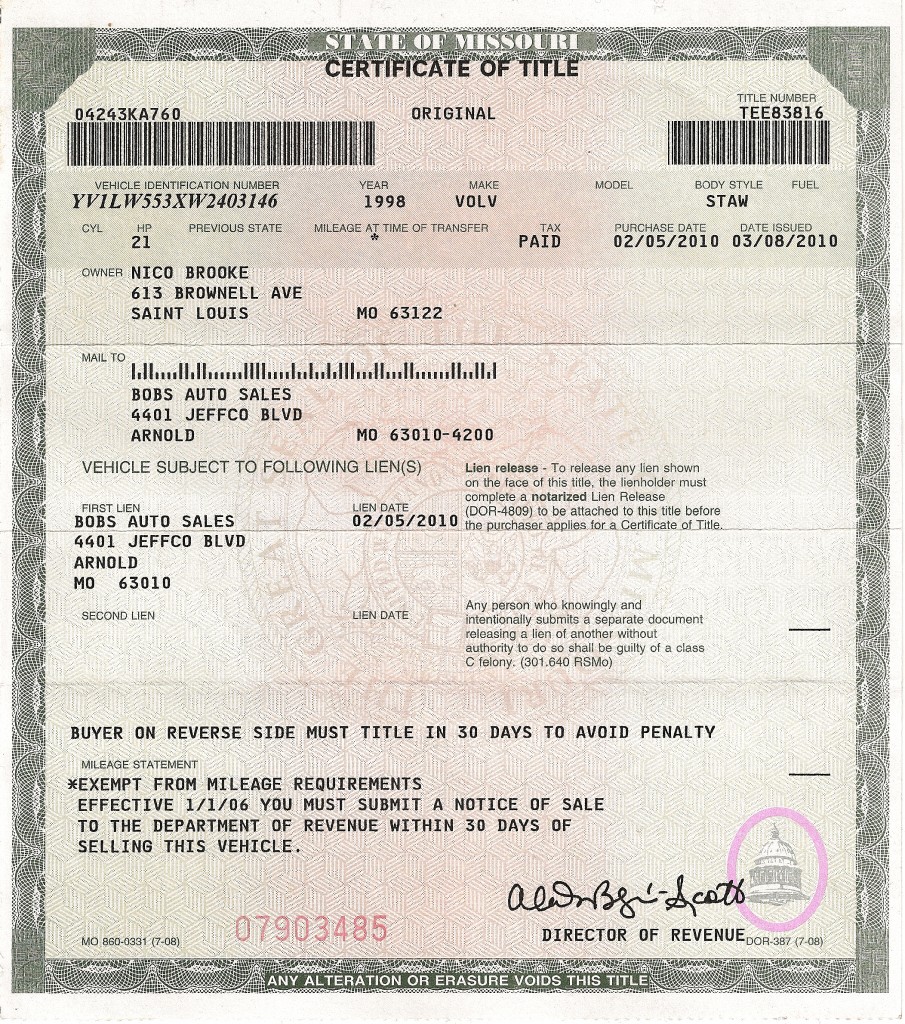 STATE OF MISSOURI
CERTIFICATE OF TITLE
04243KA760 ORIGINAL TITLE NUMBER
TEE83816
VEHICLE IDENTIFICATION NUMBER YEAR MAKE MODEL BODY STYLE FUEL
YV1LW553XW2403146 1998 VOLV STAW
CYL HP PREVIOUS STATE MILEAGE AT TIME OF TRANSFER TAX PURCHASE DATE DATE ISSUED
21 * PAID 02/05/2010 03/08/2010
OWNER NICO BROOKE
613 BROWNELL AVE
SAINT LOUIS MO 63122
MAIL TO
BOBS AUTO SALES
4401 JEFFCO BLVD
ARNOLD MO 63010-4200
VEHICLE SUBJECT TO FOLLOWING LIEN(S)
Lien release - To release any lien shown
on the face of this title, the lienholder must
complete a notarized Lien Release
(DOR-4809) to be attached to this title before
the purchaser applies for a Certificate of Title.
FIRST LIEN LIEN DATE
BOBS AUTO SALES 02/05/2010
4401 JEFFCO BLVD
ARNOLD
MO 63010
SECOND LIEN LIEN DATE
Any person who knowingly and
intentionally submits a separate document
releasing a lien of another without
authority to do so shall be guilty of a class
C felony. (301.640 RSMo)
BUYER ON REVERSE SIDE MUST TITLE IN 30 DAYS TO AVOID PENALTY
MILEAGE STATEMENT
*EXEMPT FROM MILEAGE REQUIREMENTS
EFFECTIVE 1/1/06 YOU MUST SUBMIT A NOTICE OF SALE
TO THE DEPARTMENT OF REVENUE WITHIN 30 DAYS OF
SELLING THIS VEHICLE.
MO 860-0331 (7-08) 07903485 DIRECTOR OF REVENUE DOR-387 (7-08)
ANY ALTERATION OR ERASURE VOIDS THIS TITLE